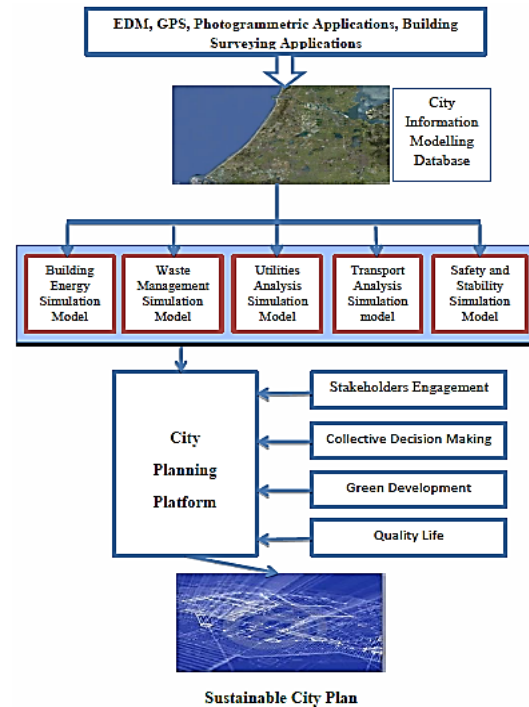 EDM, GPS, Photogrammetric Applications, Building
Surveying Applications
City
Information
Modelling
Database
Building
Energy
Simulation
Model
Waste
Management
Simulation
Model
Utilities
Analysis
Simulation
Model
Transport
Analysis
Simulation
model
Safety and
Stability
Simulation
Model
City
Planning
Platform
Stakeholders Engagement
Collective Decision Making
Green Development
Quality Life
Sustainable City Plan